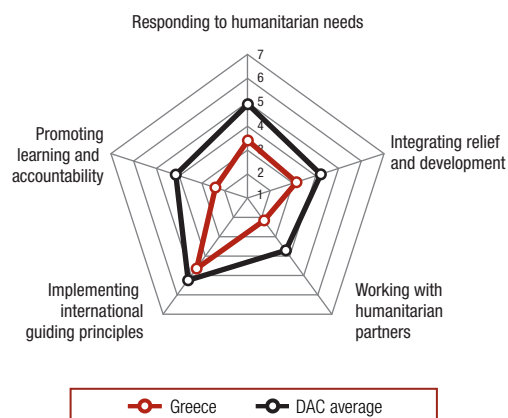 Responding to humanitarian needs
7
6
5
4
3
2
1
Integrating relief
and development
Working with
humanitarian
partners
Implementing
international
guiding principles
Promoting
learning and
accountability
Greece
DAC average